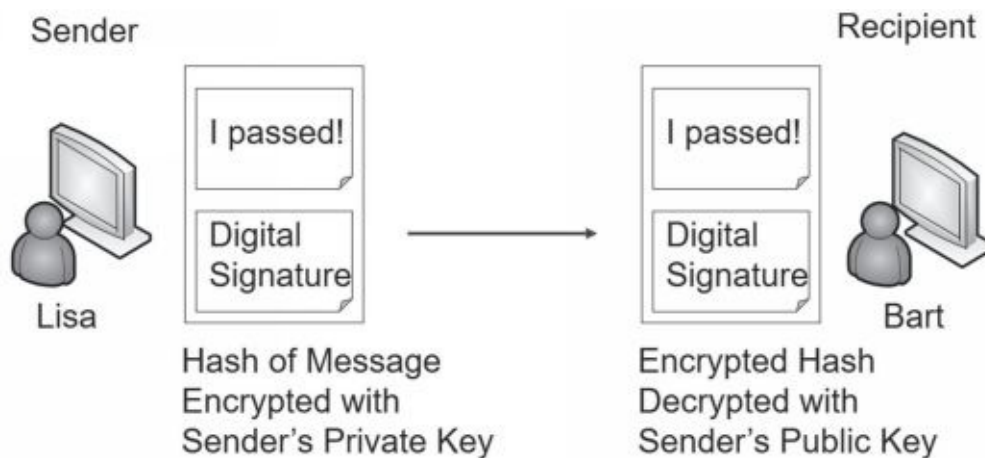 Sender
Recipient
I passed!
Digital
Signature
Lisa
Hash of Message
Encrypted with
Sender's Private Key
I passed!
Digital
Signature
Bart
Encrypted Hash
Decrypted with
Sender's Public Key